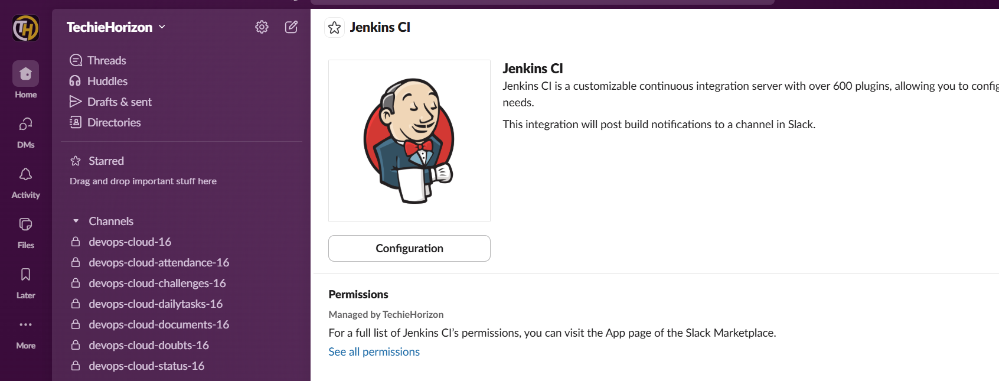 TH
TechieHorizon
Home
DMs
Activity
Files
Later
More
Threads
Huddles
Drafts & sent
Directories
Starred
Drag and drop important stuff here
Channels
devops-cloud-16
devops-cloud-attendance-16
devops-cloud-challenges-16
devops-cloud-dailytasks-16
devops-cloud-documents-16
devops-cloud-doubts-16
devops-cloud-status-16
Jenkins CI
Jenkins CI
Jenkins CI is a customizable continuous integration server with over 600 plugins, allowing you to config
needs.
This integration will post build notifications to a channel in Slack.
Configuration
Permissions
Managed by TechieHorizon
For a full list of Jenkins CI’s permissions, you can visit the App page of the Slack Marketplace.
See all permissions